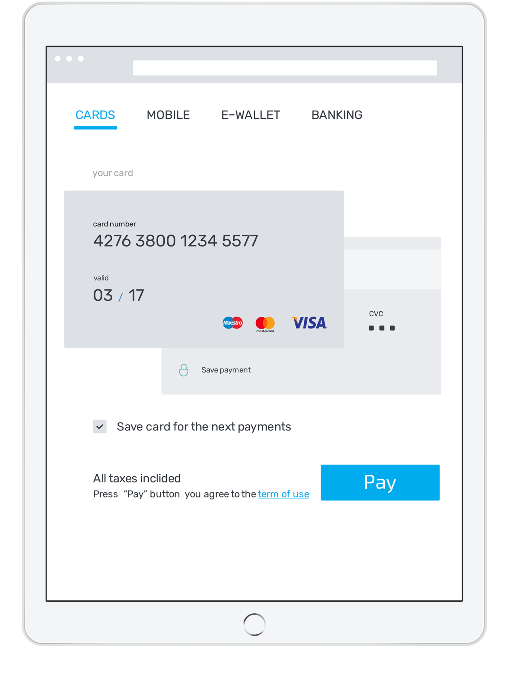 CARDS MOBILE E-WALLET BANKING
your card
card number
4276 3800 1234 5577
valid
03 / 17
Maestro mastercard VISA
CVC
Save payment
Save card for the next payments
All taxes inclided
Press "Pay" button you agree to the term of use
Pay